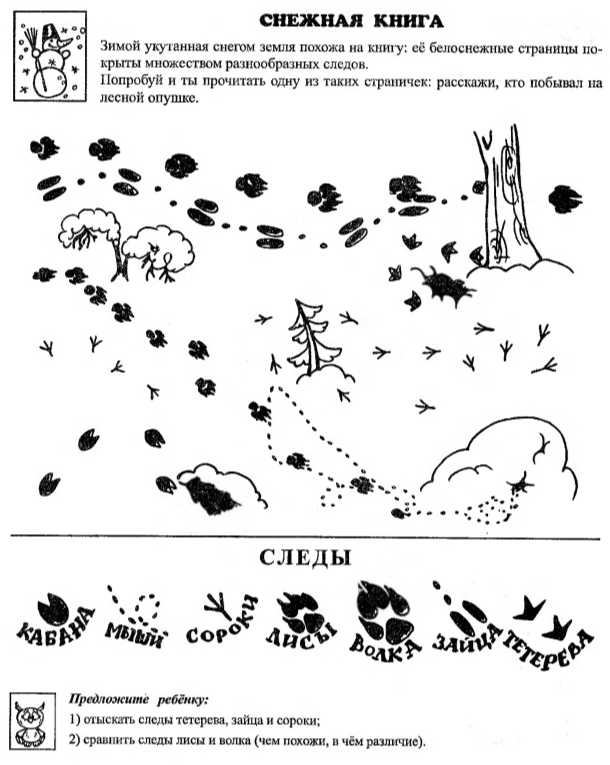 СНЕЖНАЯ КНИГА
Зимой укутанная снегом земля похожа на книгу: её белоснежные страницы по-
крыты множеством разнообразных следов.
Попробуй и ты прочитать одну из таких страничек: расскажи, кто побывал на
лесной опушке.
СЛЕДЫ
КАБАНА МЫШИ СОРОКИ ЛИСЫ ВОЛКА ЗАЙЦА ТЕТЕРЕВА
Предложите ребёнку:
1) отыскать следы тетерева, зайца и сороки;
2) сравнить следы лисы и волка (чем похожи, в чём различие).